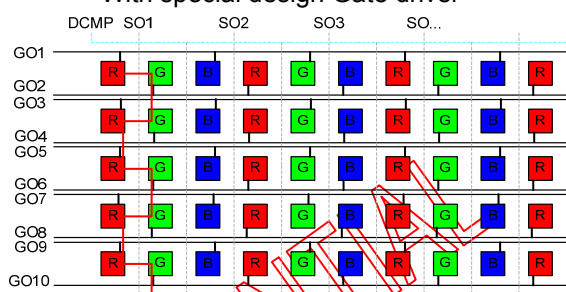 With special design Gate driver
DCMP SO1 SO2 SO3 SO...
GO1
R G B R G B R G B R
GO2
GO3
R G B R G B R G B R
GO4
GO5
R G B R G B R G B R
GO6
GO7
R G B R G B R G B R
GO8
GO9
R G B R G B R G B R
GO10